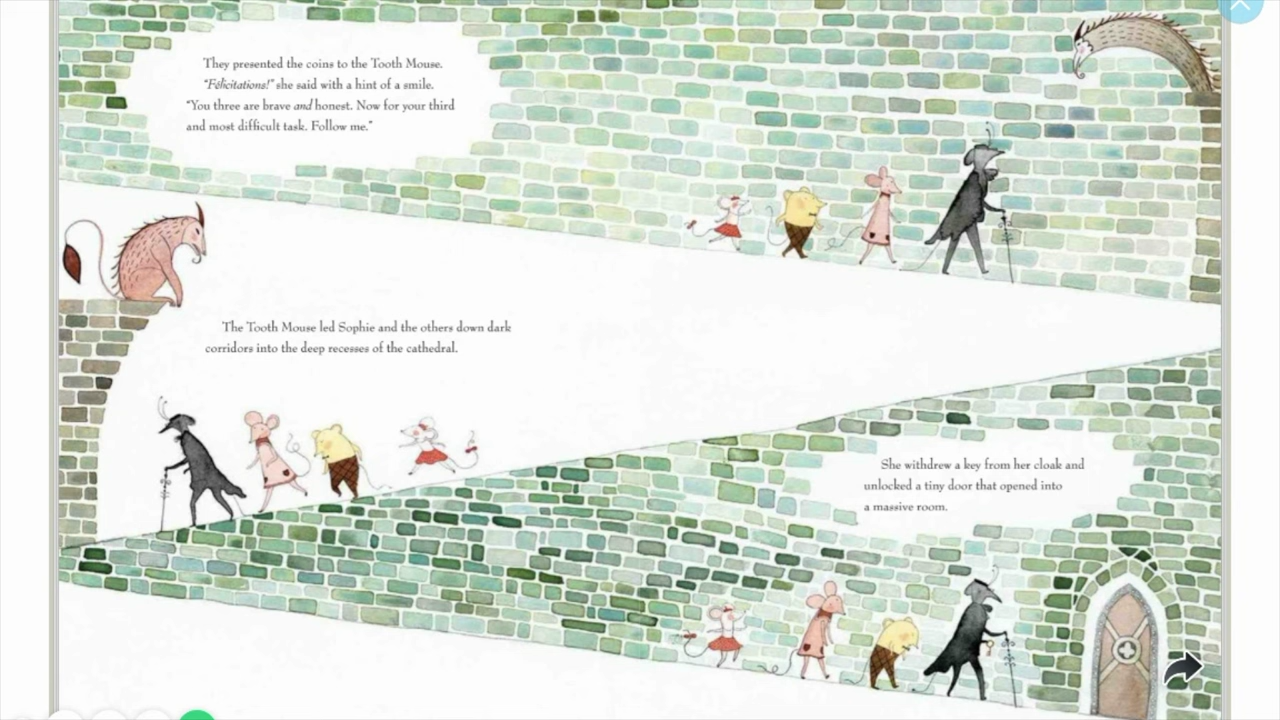 They presented the coins to the Tooth Mouse.
“Félicitations!” she said with a hint of a smile.
“You three are brave and honest. Now for your third
and most difficult task. Follow me.”
The Tooth Mouse led Sophie and the others down dark
corridors into the deep recesses of the cathedral.
She withdrew a key from her cloak and
unlocked a tiny door that opened into
a massive room.